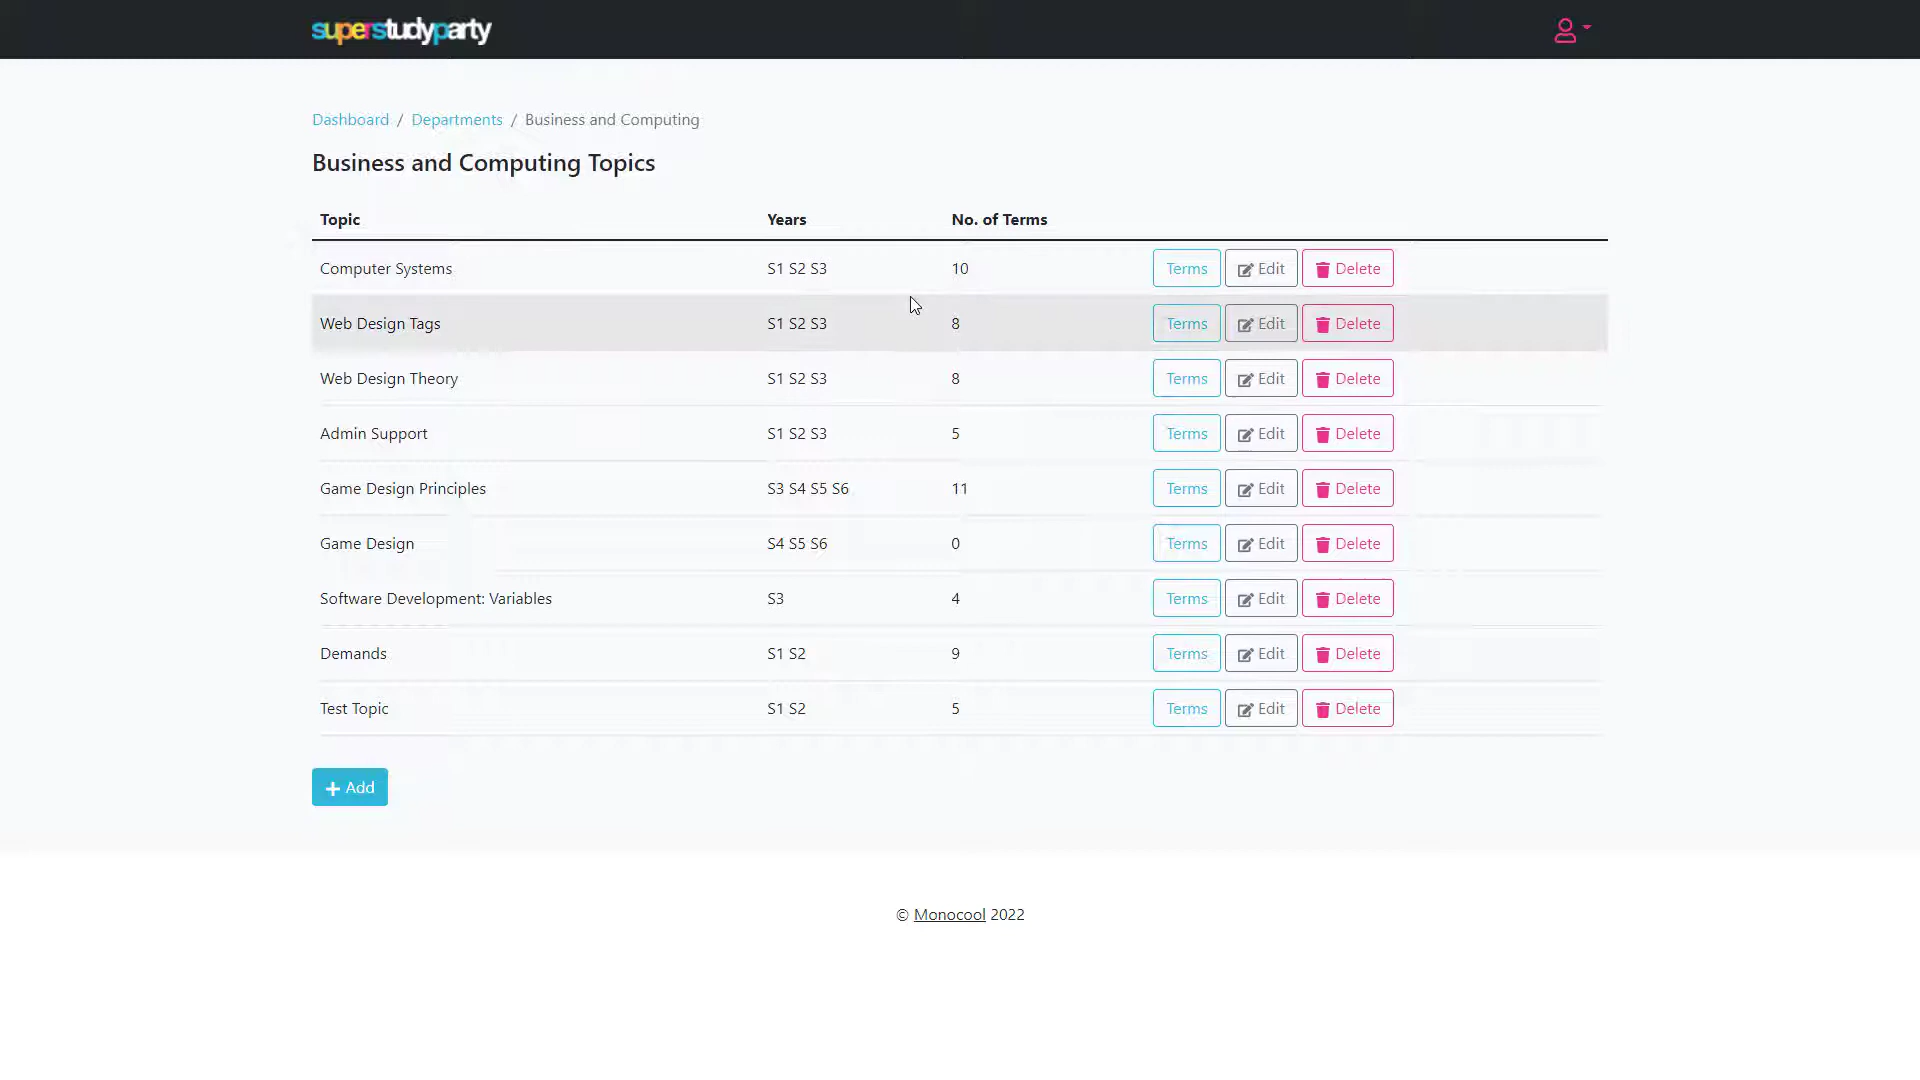 superstudyparty
Dashboard / Departments / Business and Computing
Business and Computing Topics
Topic Years No. of Terms
Computer Systems S1 S2 S3 10 Terms Edit Delete
Web Design Tags S1 S2 S3 8 Terms Edit Delete
Web Design Theory S1 S2 S3 8 Terms Edit Delete
Admin Support S1 S2 S3 5 Terms Edit Delete
Game Design Principles S3 S4 S5 S6 11 Terms Edit Delete
Game Design S4 S5 S6 0 Terms Edit Delete
Software Development: Variables S3 4 Terms Edit Delete
Demands S1 S2 9 Terms Edit Delete
Test Topic S1 S2 5 Terms Edit Delete
+ Add
© Monocool 2022